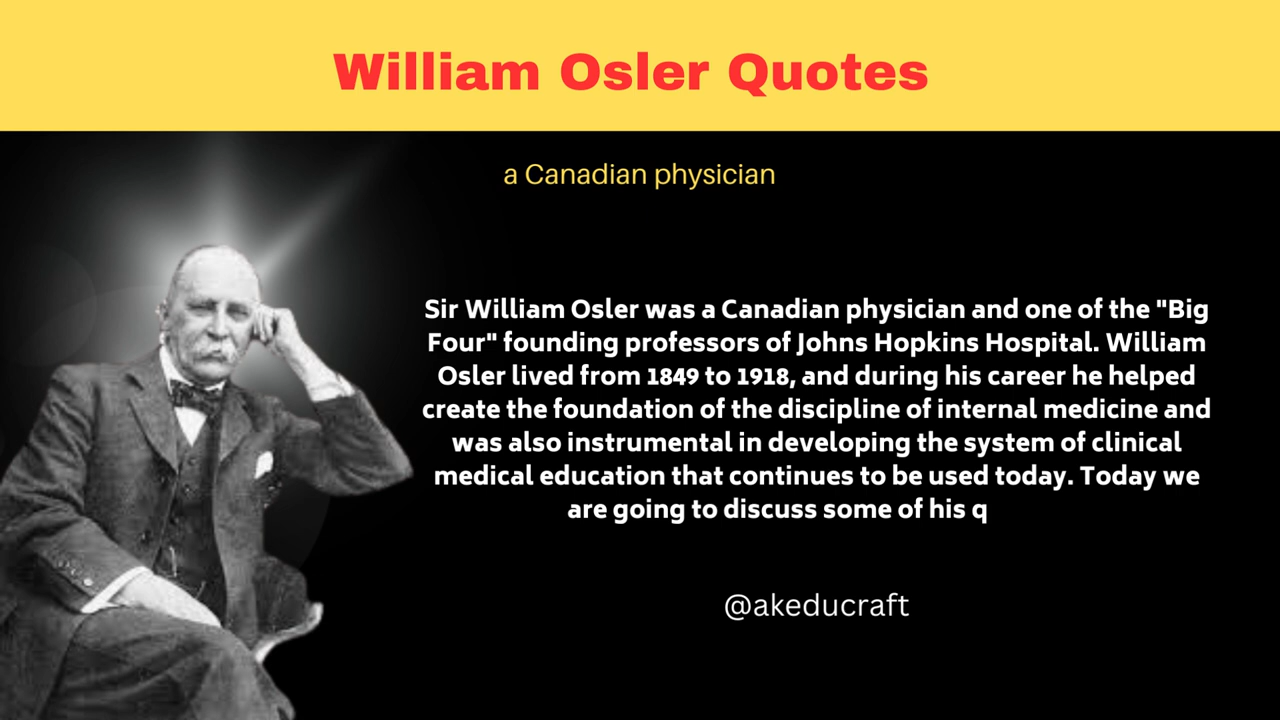 William Osler Quotes
a Canadian physician
Sir William Osler was a Canadian physician and one of the "Big
Four" founding professors of Johns Hopkins Hospital. William
Osler lived from 1849 to 1918, and during his career he helped
create the foundation of the discipline of internal medicine and
was also instrumental in developing the system of clinical
medical education that continues to be used today. Today we
are going to discuss some of his q
@akeducraft